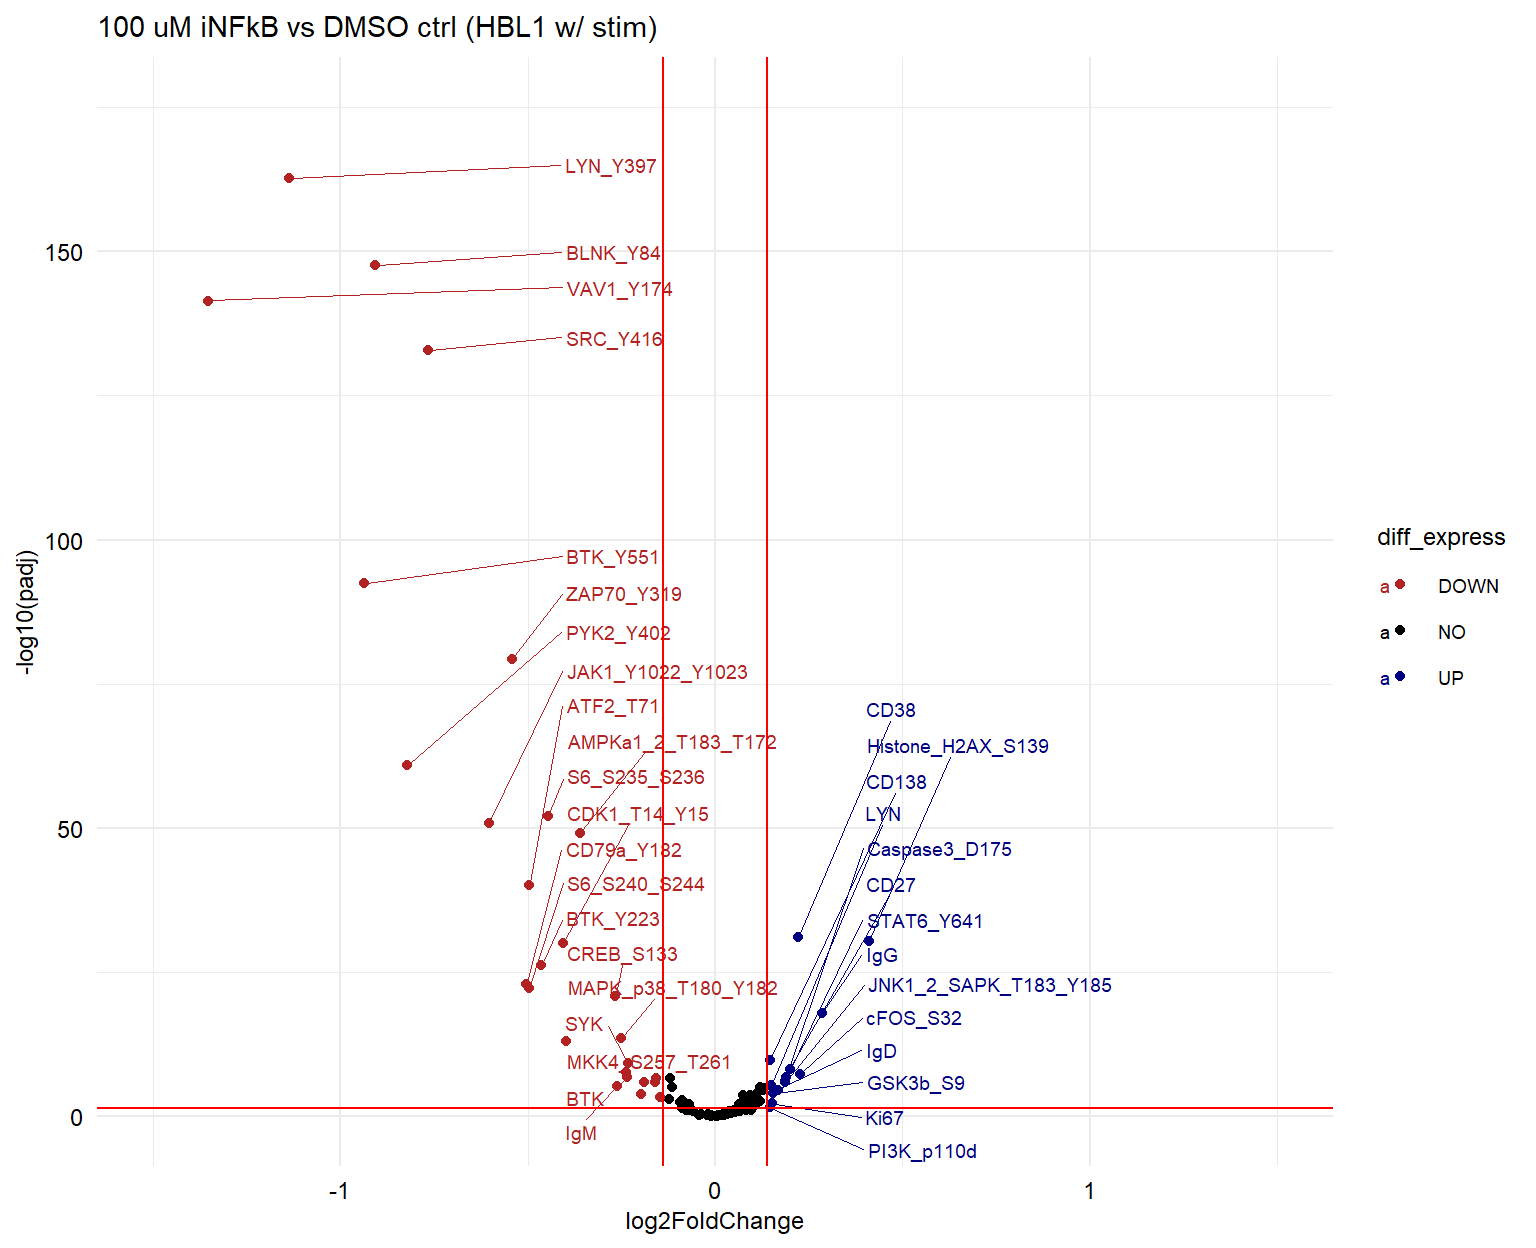 100 uM iNFkB vs DMSO ctrl (HBL1 w/ stim)
LYN_Y397
BLNK_Y84
VAV1_Y174
SRC_Y416
BTK_Y551
ZAP70_Y319
PYK2_Y402
JAK1_Y1022_Y1023
ATF2_T71
AMPKa1_2_T183_T172
S6_S235_S236
CDK1_T14_Y15
CD79a_Y182
S6_S240_S244
BTK_Y223
CREB_S133
MAPK_p38_T180_Y182
SYK
MKK4_S257_T261
BTK
IgM
CD38
Histone_H2AX_S139
CD138
LYN
Caspase3_D175
CD27
STAT6_Y641
IgG
JNK1_2_SAPK_T183_Y185
cFOS_S32
IgD
GSK3b_S9
Ki67
PI3K_p110d
150
100
50
0
-log10(padj)
-1
0
1
log2FoldChange
diff_express
a DOWN
a NO
a UP